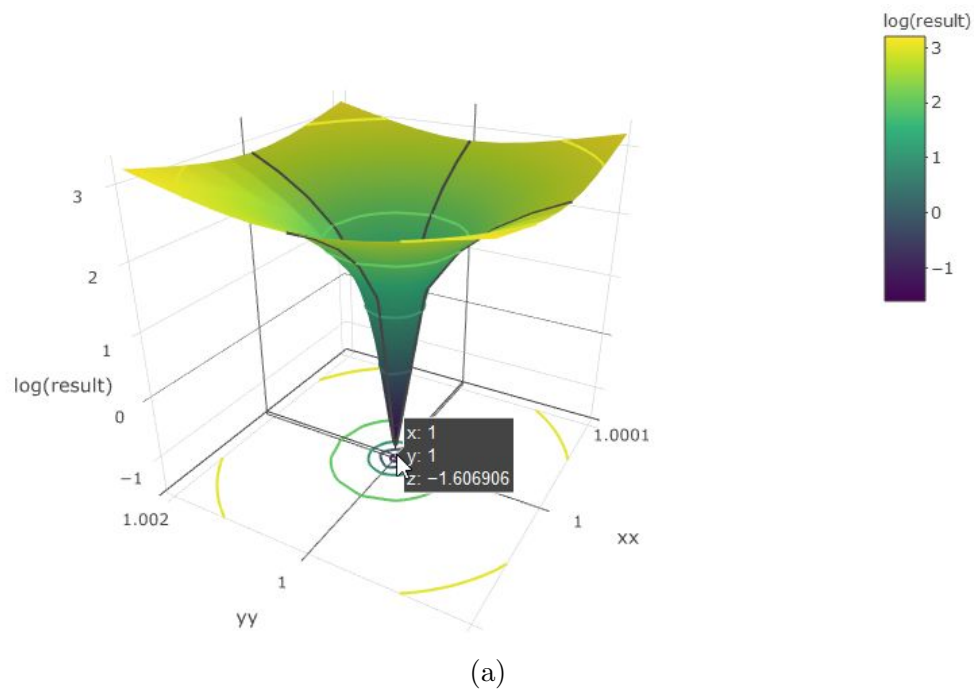 log(result)
3
2
1
0
−1
3
2
1
0
−1
log(result)
x: 1
y: 1
z: −1.606906
1.0001
1
xx
1.002
1
yy
(a)